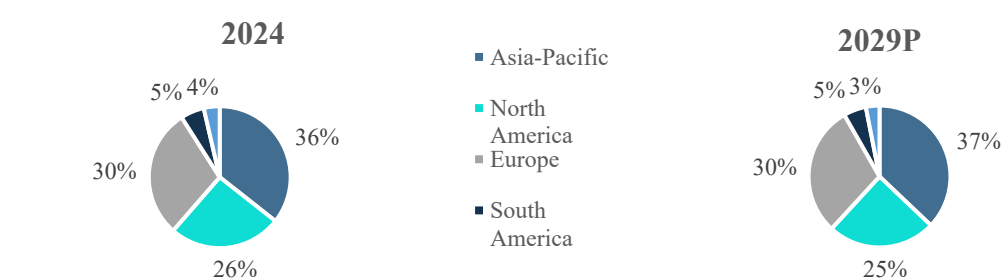 2024
5%
4%
36%
30%
26%
Asia-Pacific
North
America
Europe
South
America
2029P
5%
3%
37%
30%
25%